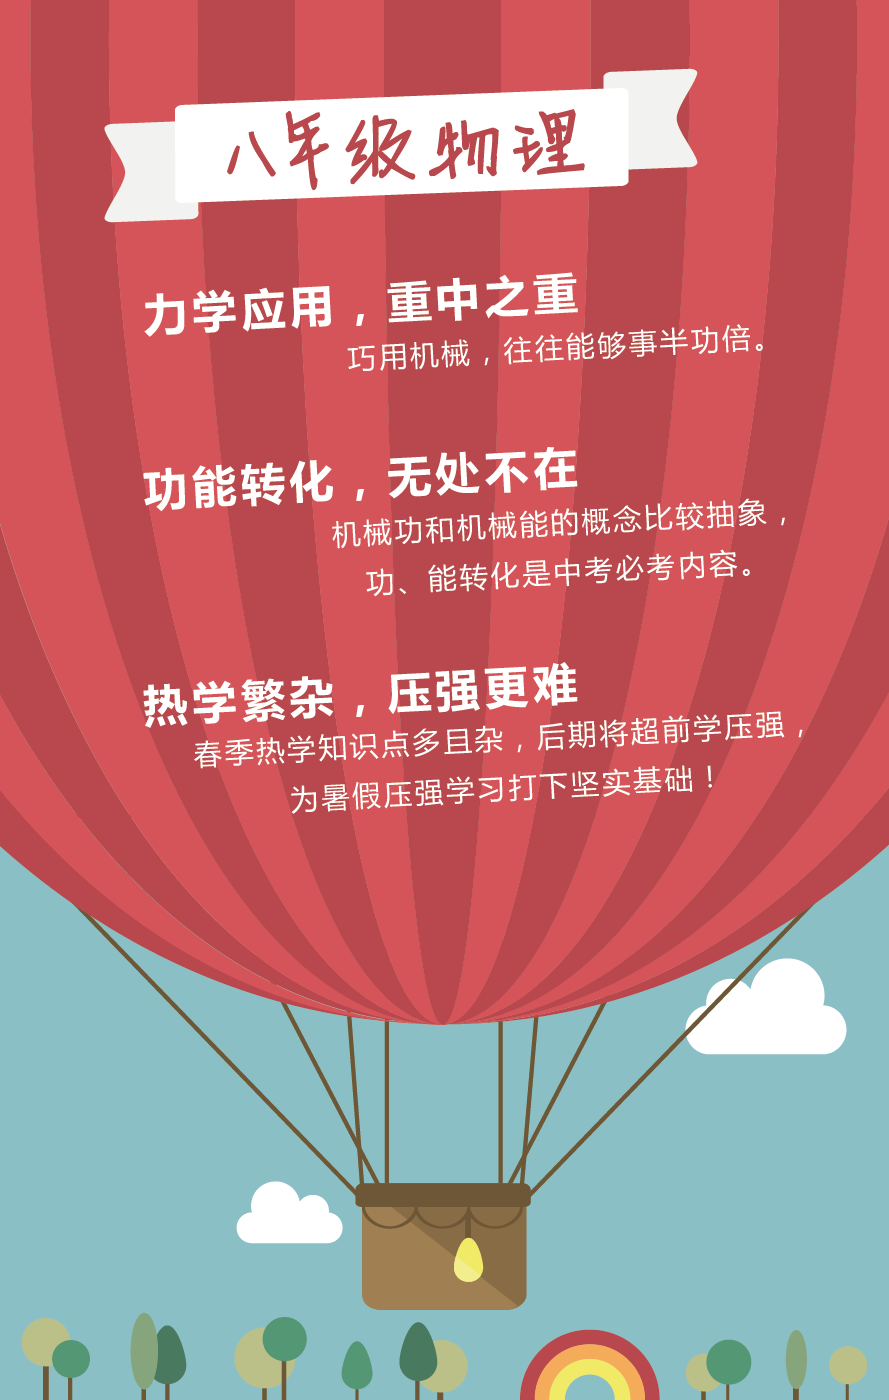 八年级物理
力学应用，重中之重
巧用机械，往往能够事半功倍。
功能转化，无处不在
机械功和机械能的概念比较抽象，
功、能转化是中考必考内容。
热学繁杂，压强更难
春季热学知识点多且杂，后期将超前学压强，
为暑假压强学习打下坚实基础！